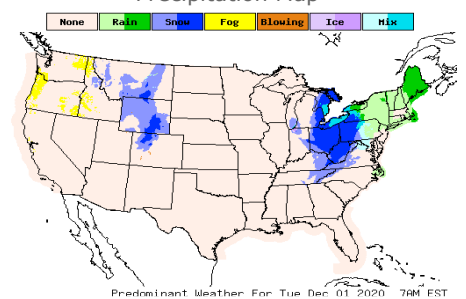 Precipitation Map
None Rain Snow Fog Blowing Ice Mix
Predominant Weather For Tue Dec 01 2020 7AM EST